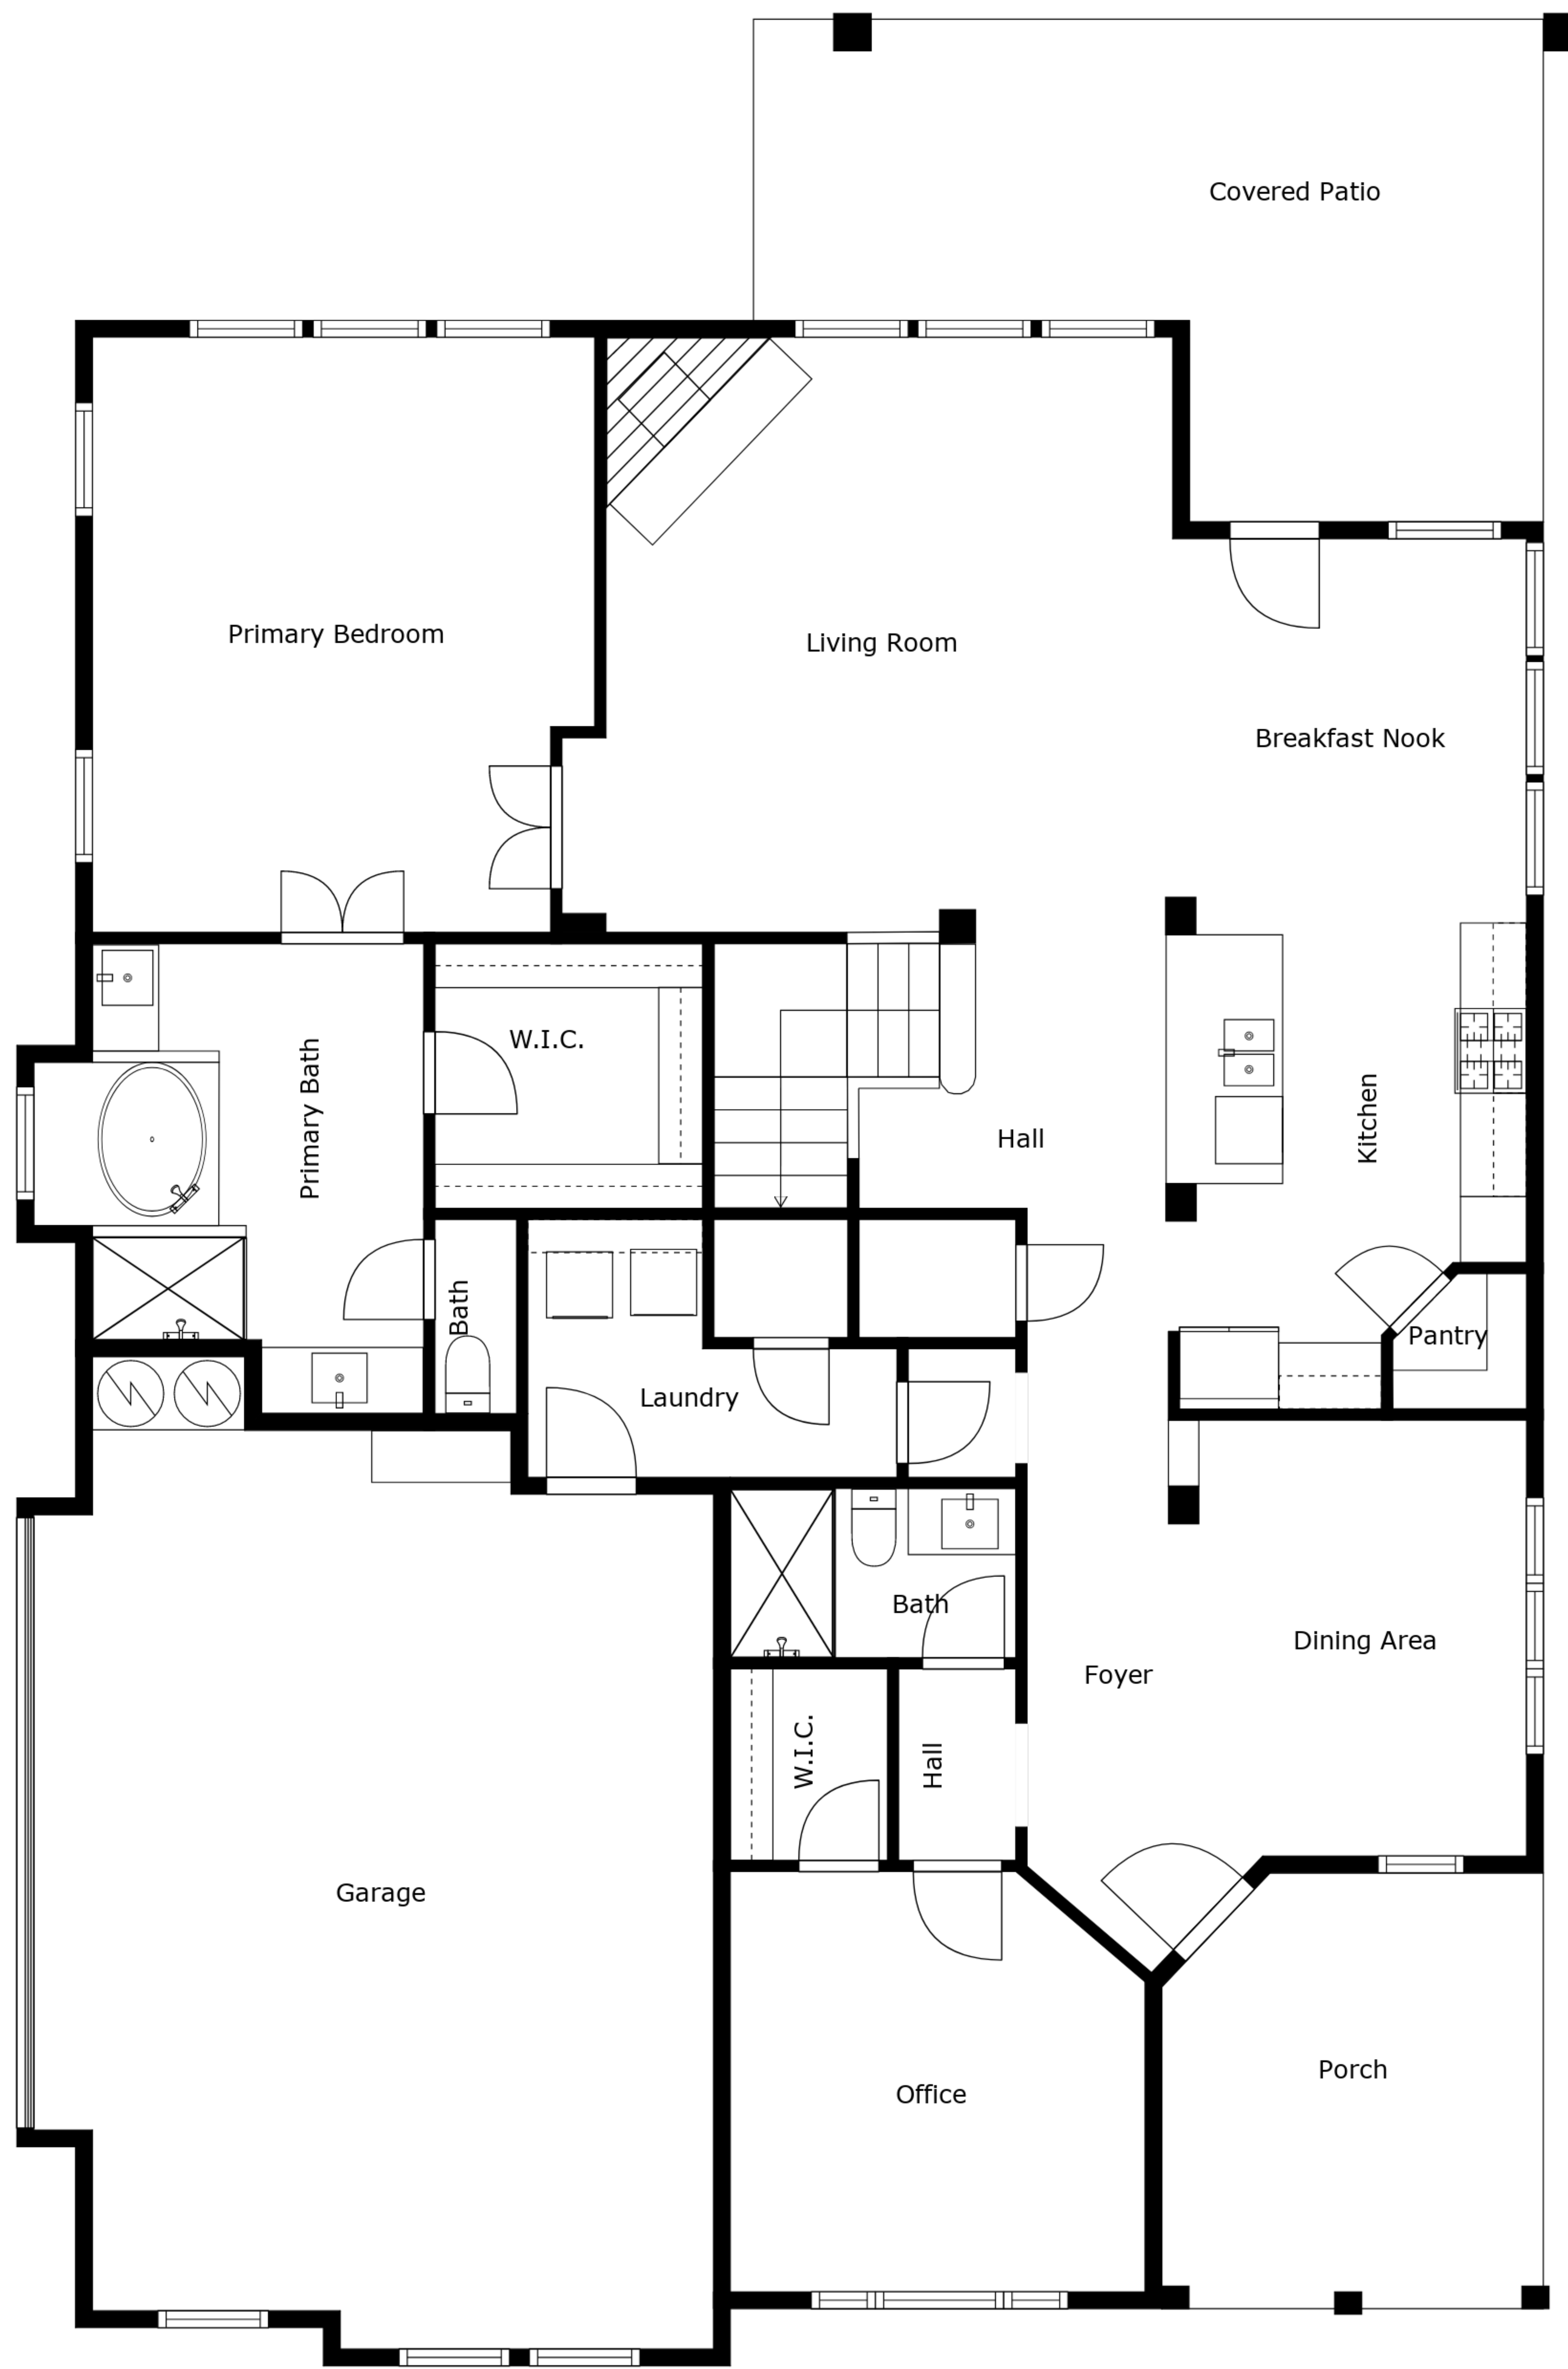 Covered Patio
Primary Bedroom
Living Room
Breakfast Nook
W.I.C.
Primary Bath
Hall
Kitchen
Bath
Pantry
Laundry
Bath
Dining Area
Foyer
W.I.C.
Hall
Garage
Porch
Office